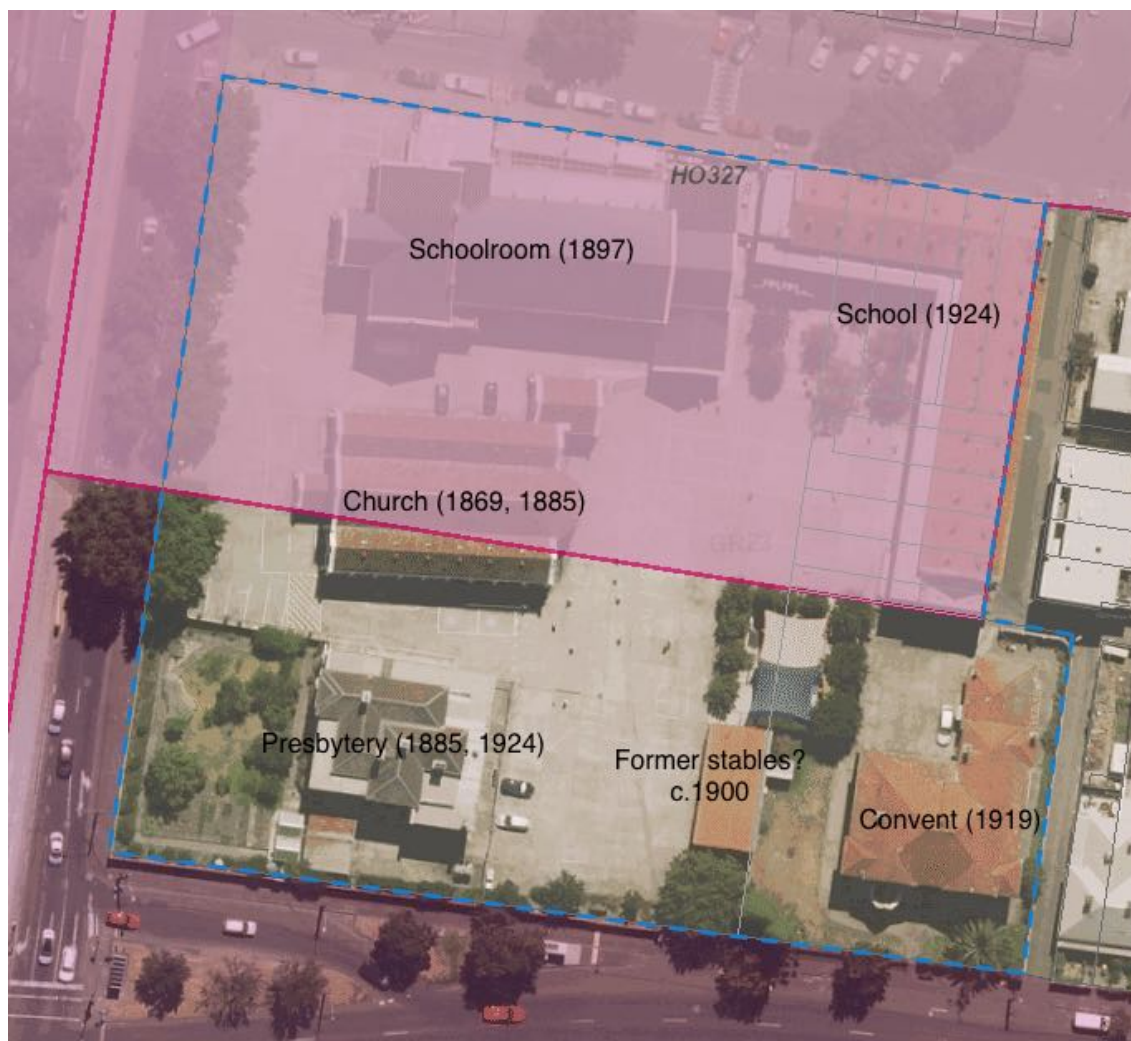 HO327
Schoolroom (1897)
School (1924)
Church (1869, 1885)
Presbytery (1885, 1924)
Former stables?
c.1900
Convent (1919)